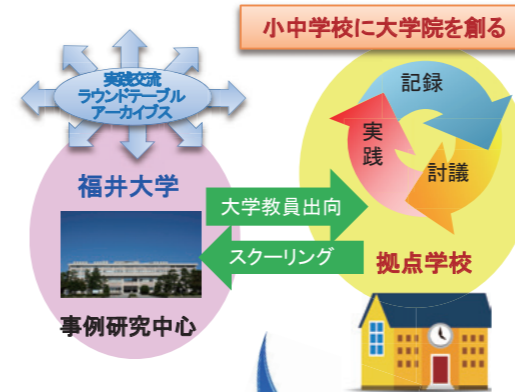 小中学校に大学院を創る
実践交流
ラウンドテーブル
アーカイブス
福井大学
事例研究中心
大学教員出向
スクーリング
記録
実践
討議
拠点学校